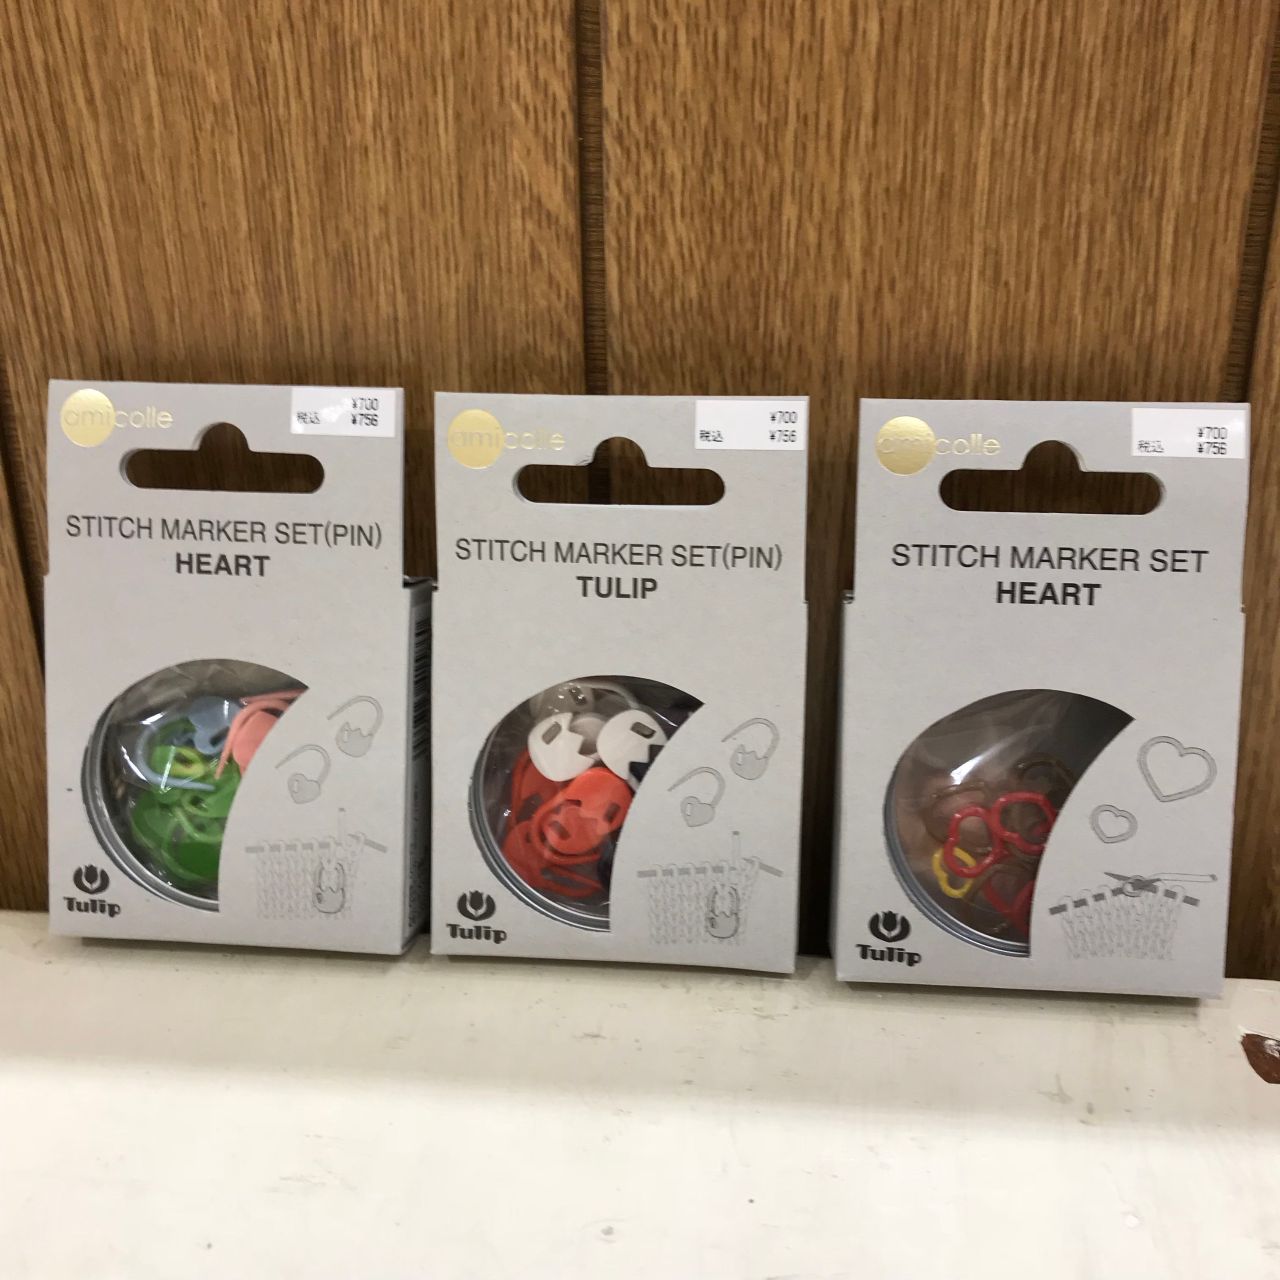 amicolle
¥700
税込 ¥756
STITCH MARKER SET(PIN)
HEART
Tulip
amicolle
¥700
税込 ¥756
STITCH MARKER SET(PIN)
TULIP
Tulip
amicolle
¥700
税込 ¥756
STITCH MARKER SET
HEART
Tulip